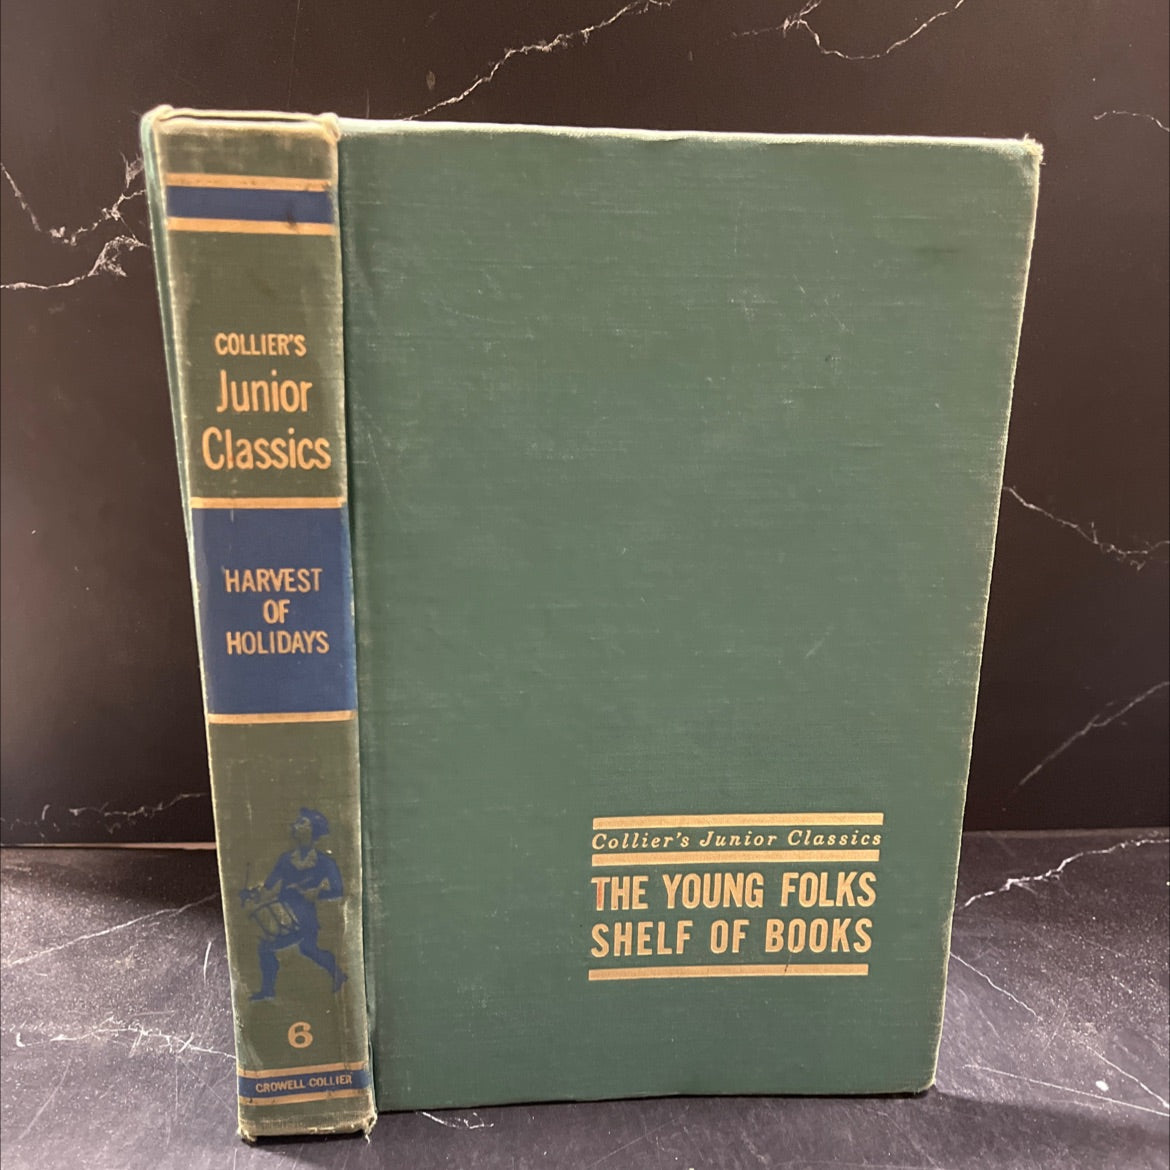 COLLIER'S
Junior
Classics
HARVEST
OF
HOLIDAYS
6
CROWELL-COLLIER
Collier's Junior Classics
THE YOUNG FOLKS
SHELF OF BOOKS